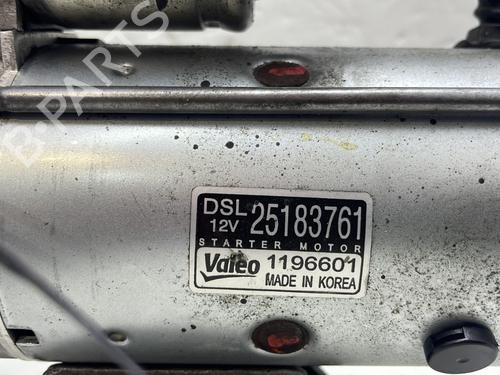 B-PARTS
DSL 12V 25183761
STARTER MOTOR
Valeo 1196601
MADE IN KOREA